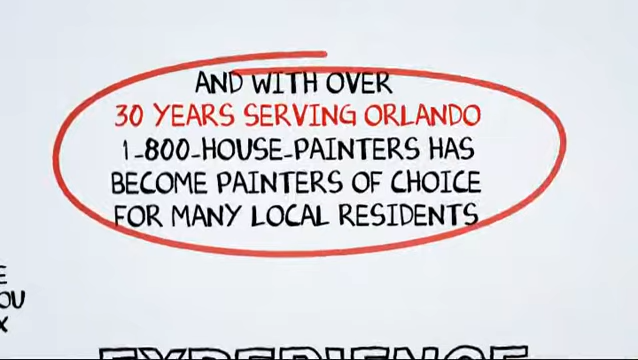 AND WITH OVER
30 YEARS SERVING ORLANDO
1-800-HOUSE-PAINTERS HAS
BECOME PAINTERS OF CHOICE
FOR MANY LOCAL RESIDENTS
EXPERIENCE